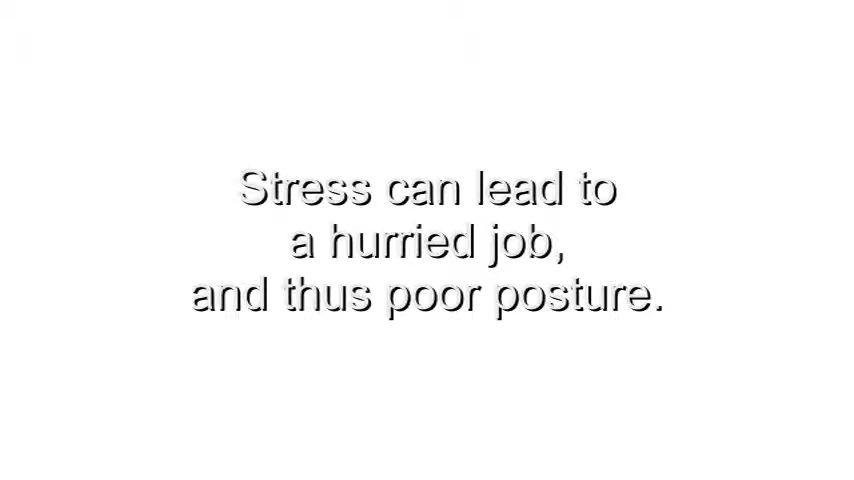 Stress can lead to
a hurried job,
and thus poor posture.